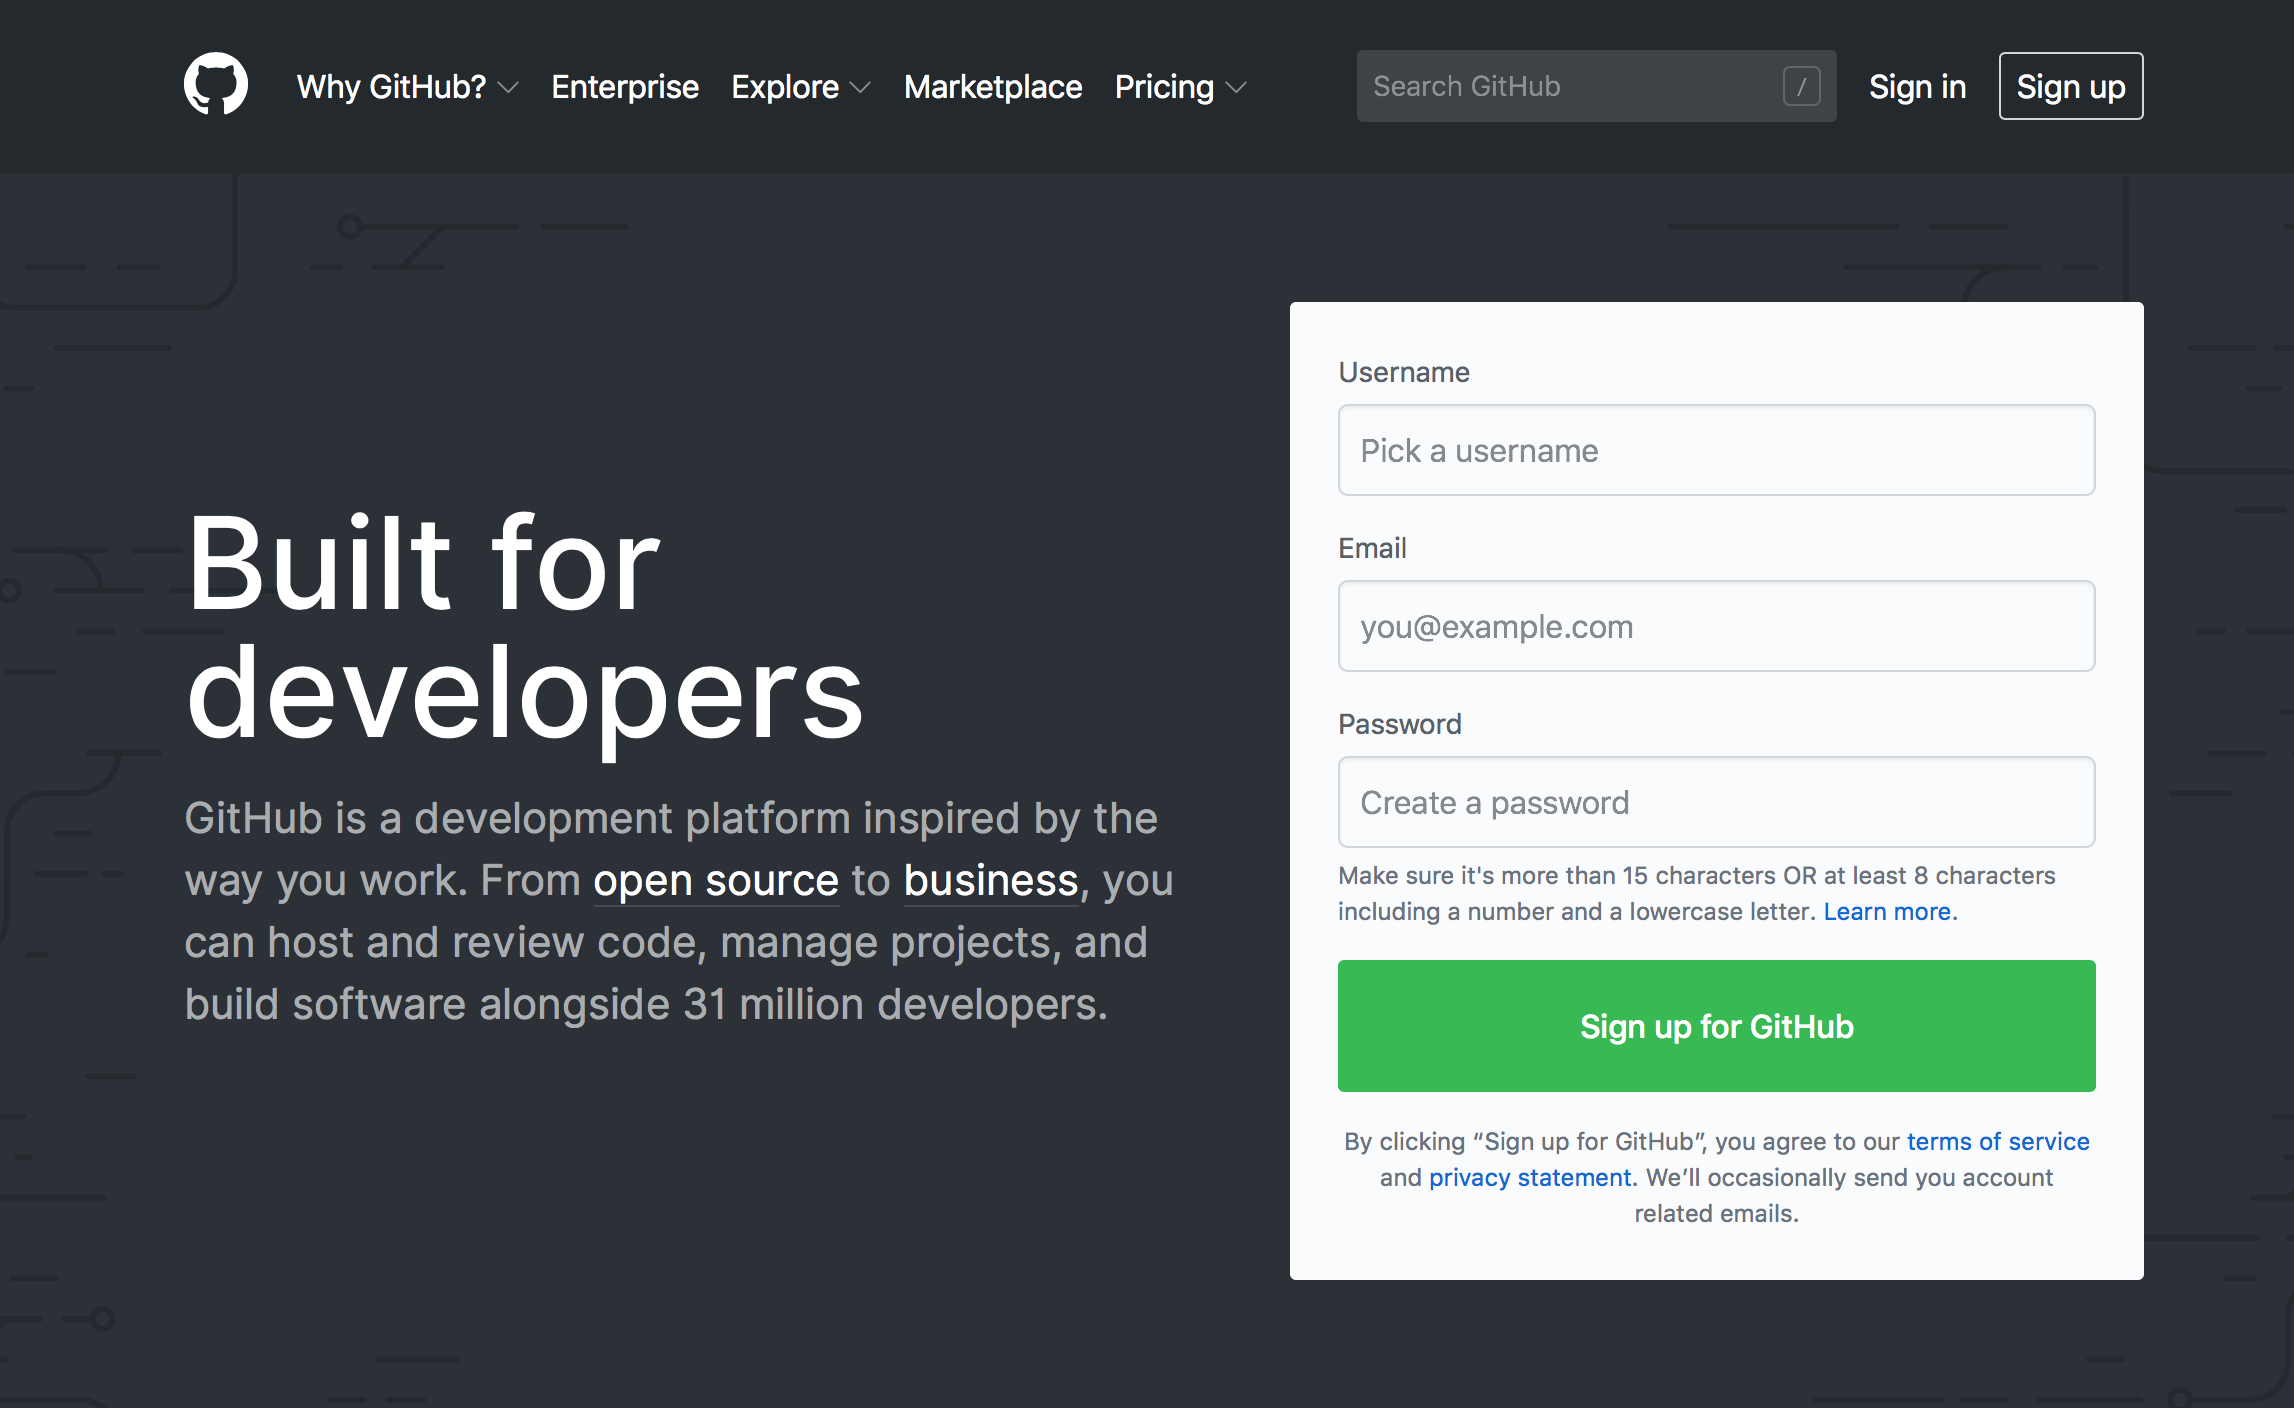 Why GitHub? Enterprise Explore Marketplace Pricing Search GitHub / Sign in Sign up
Built for
developers
GitHub is a development platform inspired by the
way you work. From open source to business, you
can host and review code, manage projects, and
build software alongside 31 million developers.
Username
Pick a username
Email
you@example.com
Password
Create a password
Make sure it's more than 15 characters OR at least 8 characters
including a number and a lowercase letter. Learn more.
Sign up for GitHub
By clicking “Sign up for GitHub”, you agree to our terms of service
and privacy statement. We’ll occasionally send you account
related emails.